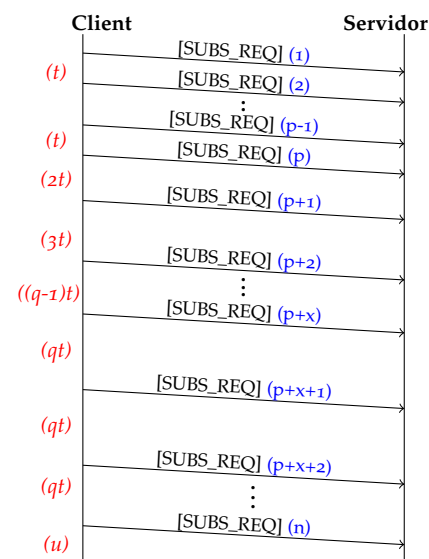 Client Servidor
[SUBS_REQ] (1)
(t)
[SUBS_REQ] (2)
⋮
[SUBS_REQ] (p-1)
(t)
[SUBS_REQ] (p)
(2t)
[SUBS_REQ] (p+1)
(3t)
[SUBS_REQ] (p+2)
⋮
((q-1)t)
[SUBS_REQ] (p+x)
(qt)
[SUBS_REQ] (p+x+1)
(qt)
[SUBS_REQ] (p+x+2)
(qt)
⋮
[SUBS_REQ] (n)
(u)